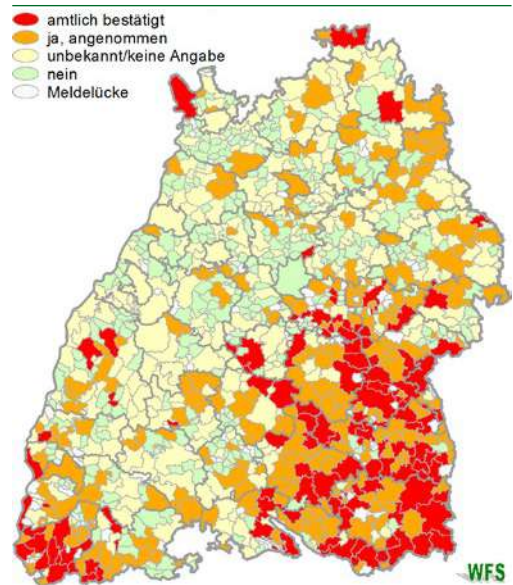 amtlich bestätigt
ja, angenommen
unbekannt/keine Angabe
nein
Meldelücke
WFS